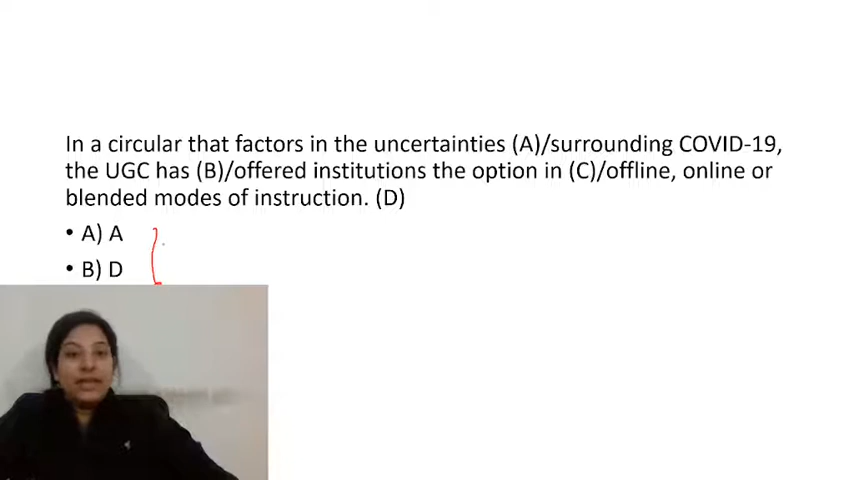 In a circular that factors in the uncertainties (A)/surrounding COVID-19,
the UGC has (B)/offered institutions the option in (C)/offline, online or
blended modes of instruction. (D)
• A) A
• B) D